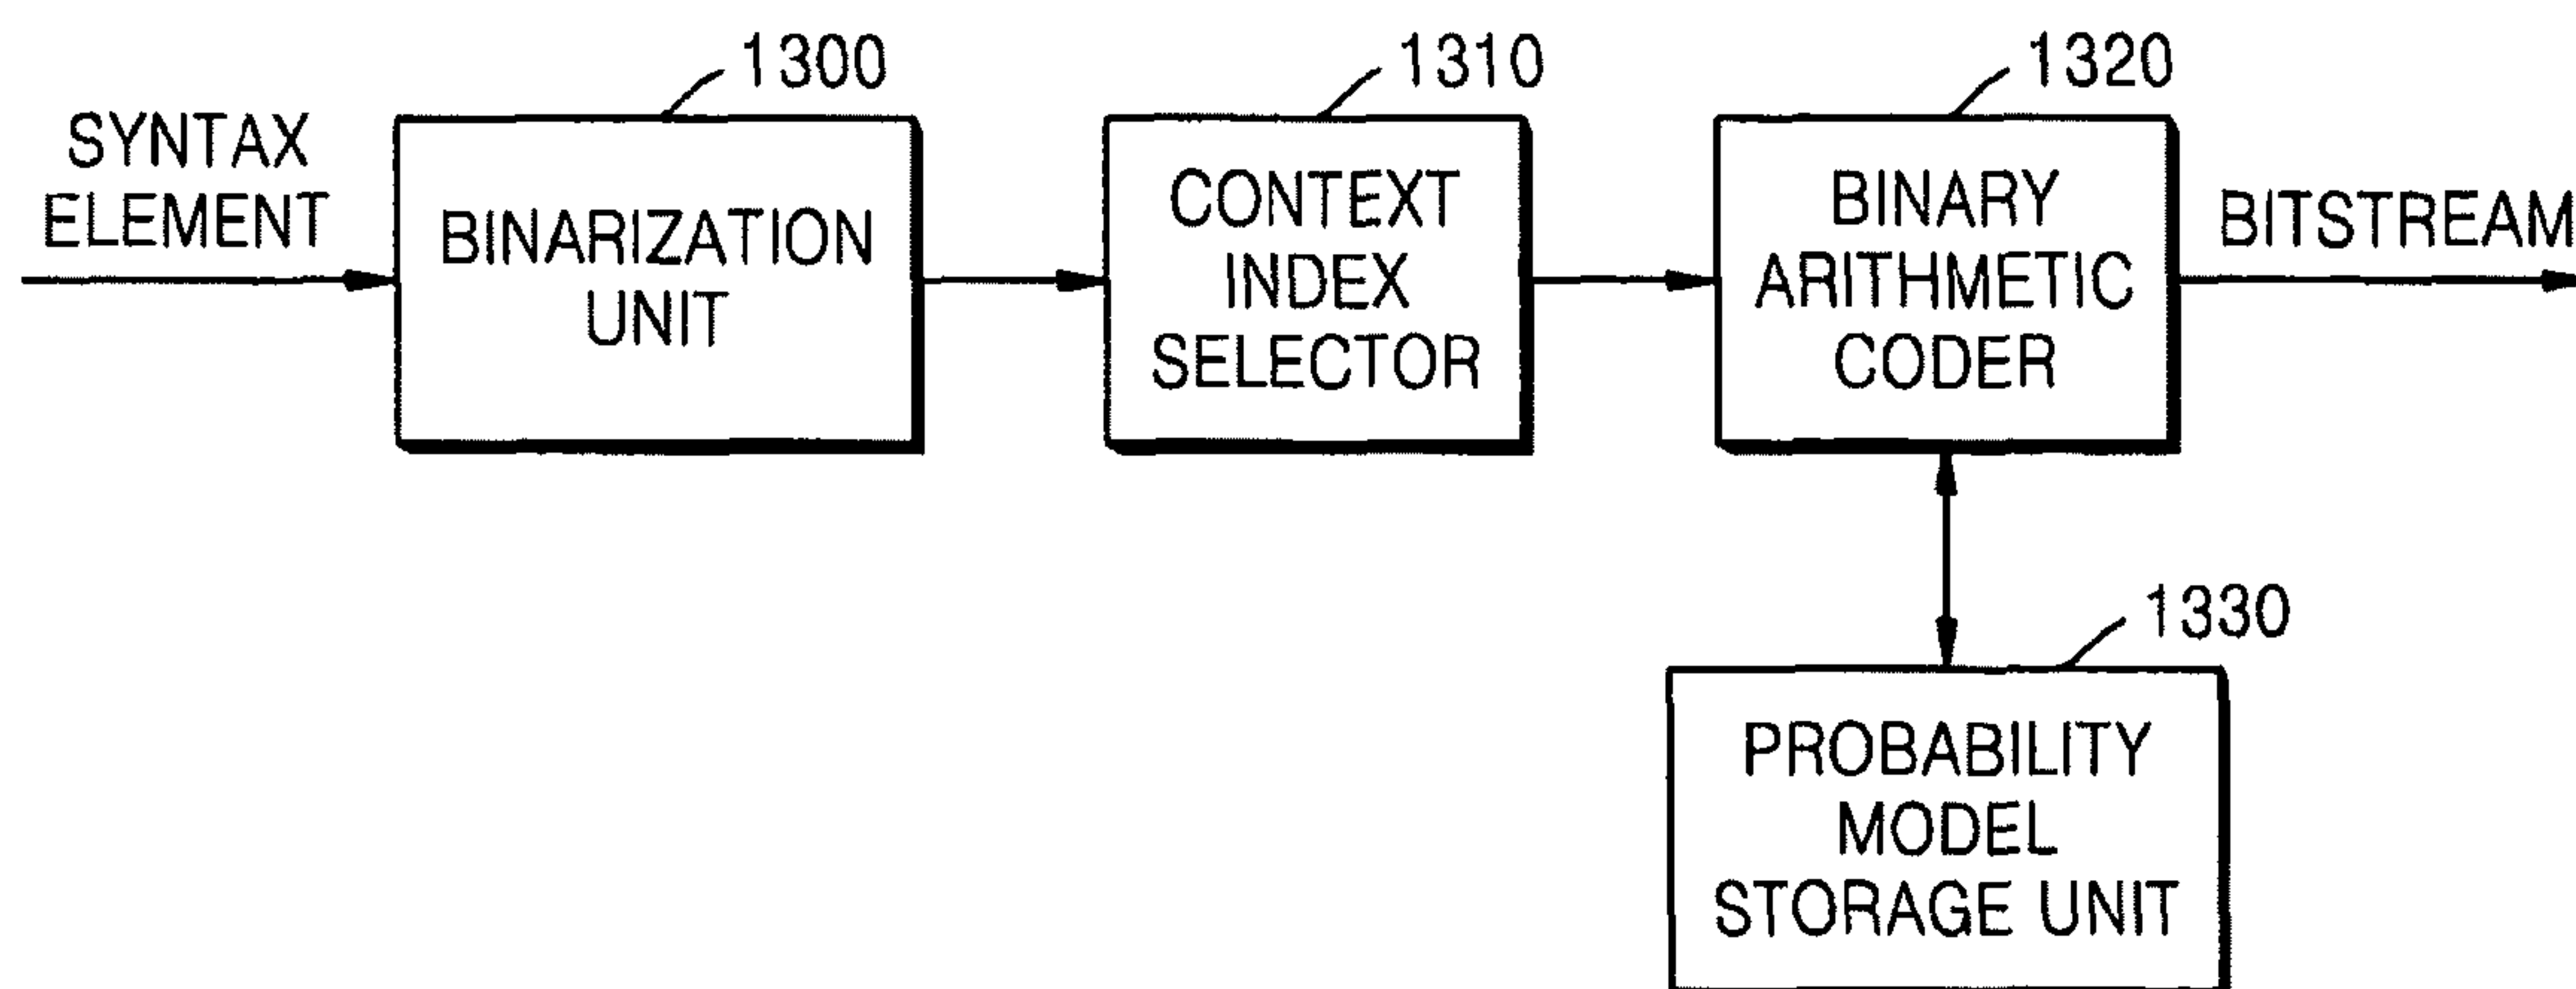 1300
1310
1320
SYNTAX
ELEMENT
BINARIZATION
UNIT
CONTEXT
INDEX
SELECTOR
BINARY
ARITHMETIC
CODER
BITSTREAM
1330
PROBABILITY
MODEL
STORAGE UNIT